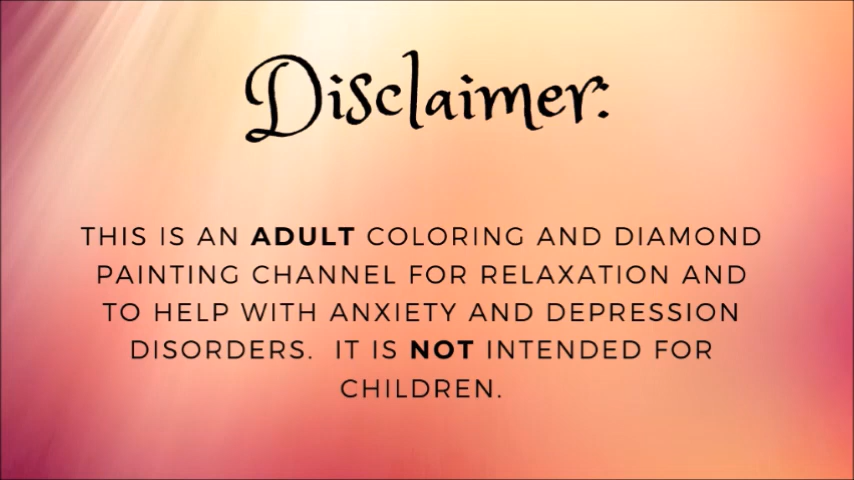 Disclaimer:
THIS IS AN ADULT COLORING AND DIAMOND
PAINTING CHANNEL FOR RELAXATION AND
TO HELP WITH ANXIETY AND DEPRESSION
DISORDERS.  IT IS NOT INTENDED FOR
CHILDREN.